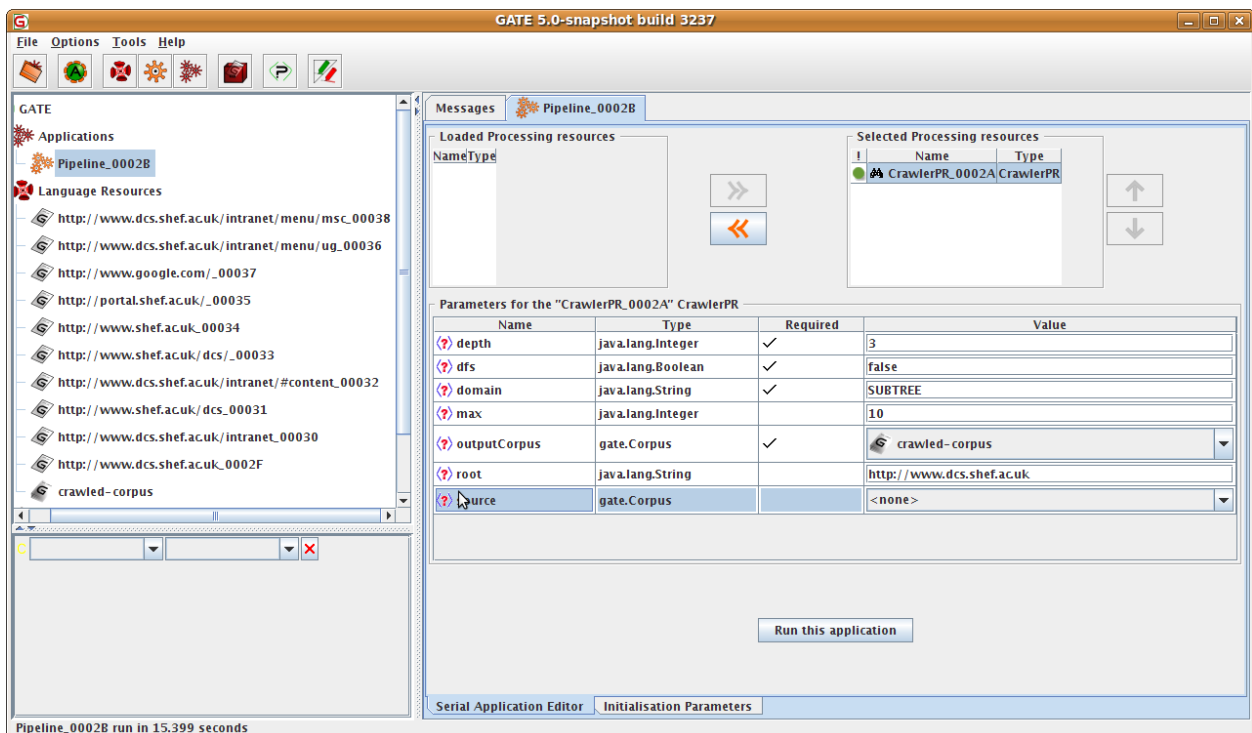 GATE 5.0-snapshot build 3237
File Options Tools Help
GATE
Applications
Pipeline_0002B
Language Resources
http://www.dcs.shef.ac.uk/intranet/menu/msc_00038
http://www.dcs.shef.ac.uk/intranet/menu/ug_00036
http://www.google.com/_00037
http://portal.shef.ac.uk/_00035
http://www.shef.ac.uk_00034
http://www.shef.ac.uk/dcs/_00033
http://www.dcs.shef.ac.uk/intranet/#content_00032
http://www.shef.ac.uk/dcs_00031
http://www.dcs.shef.ac.uk/intranet_00030
http://www.dcs.shef.ac.uk_0002F
crawled-corpus
Messages Pipeline_0002B
Loaded Processing resources
Name Type
Selected Processing resources
! Name Type
CrawlerPR_0002A CrawlerPR
Parameters for the "CrawlerPR_0002A" CrawlerPR
Name Type Required Value
<?> depth java.lang.Integer ✓ 3
<?> dfs java.lang.Boolean ✓ false
<?> domain java.lang.String ✓ SUBTREE
<?> max java.lang.Integer 10
<?> outputCorpus gate.Corpus ✓ crawled-corpus
<?> root java.lang.String http://www.dcs.shef.ac.uk
<?> source gate.Corpus <none>
Run this application
Serial Application Editor Initialisation Parameters
Pipeline_0002B run in 15.399 seconds